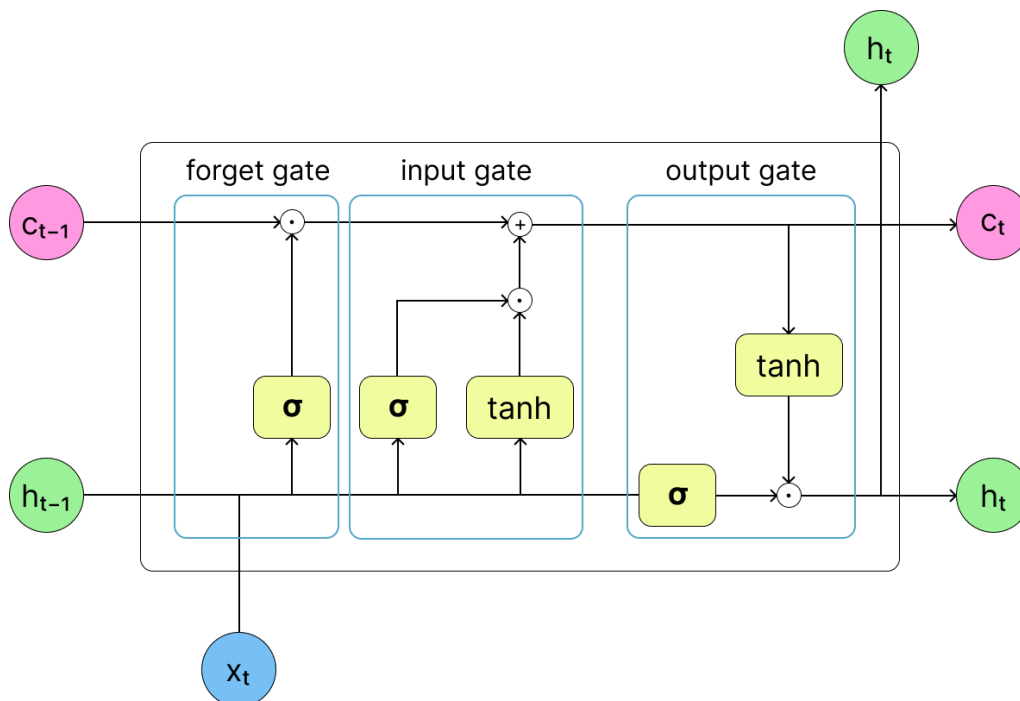 hₜ
forget gate
input gate
output gate
cₜ₋₁
·
+
cₜ
·
tanh
σ
σ
tanh
hₜ₋₁
σ
·
hₜ
xₜ